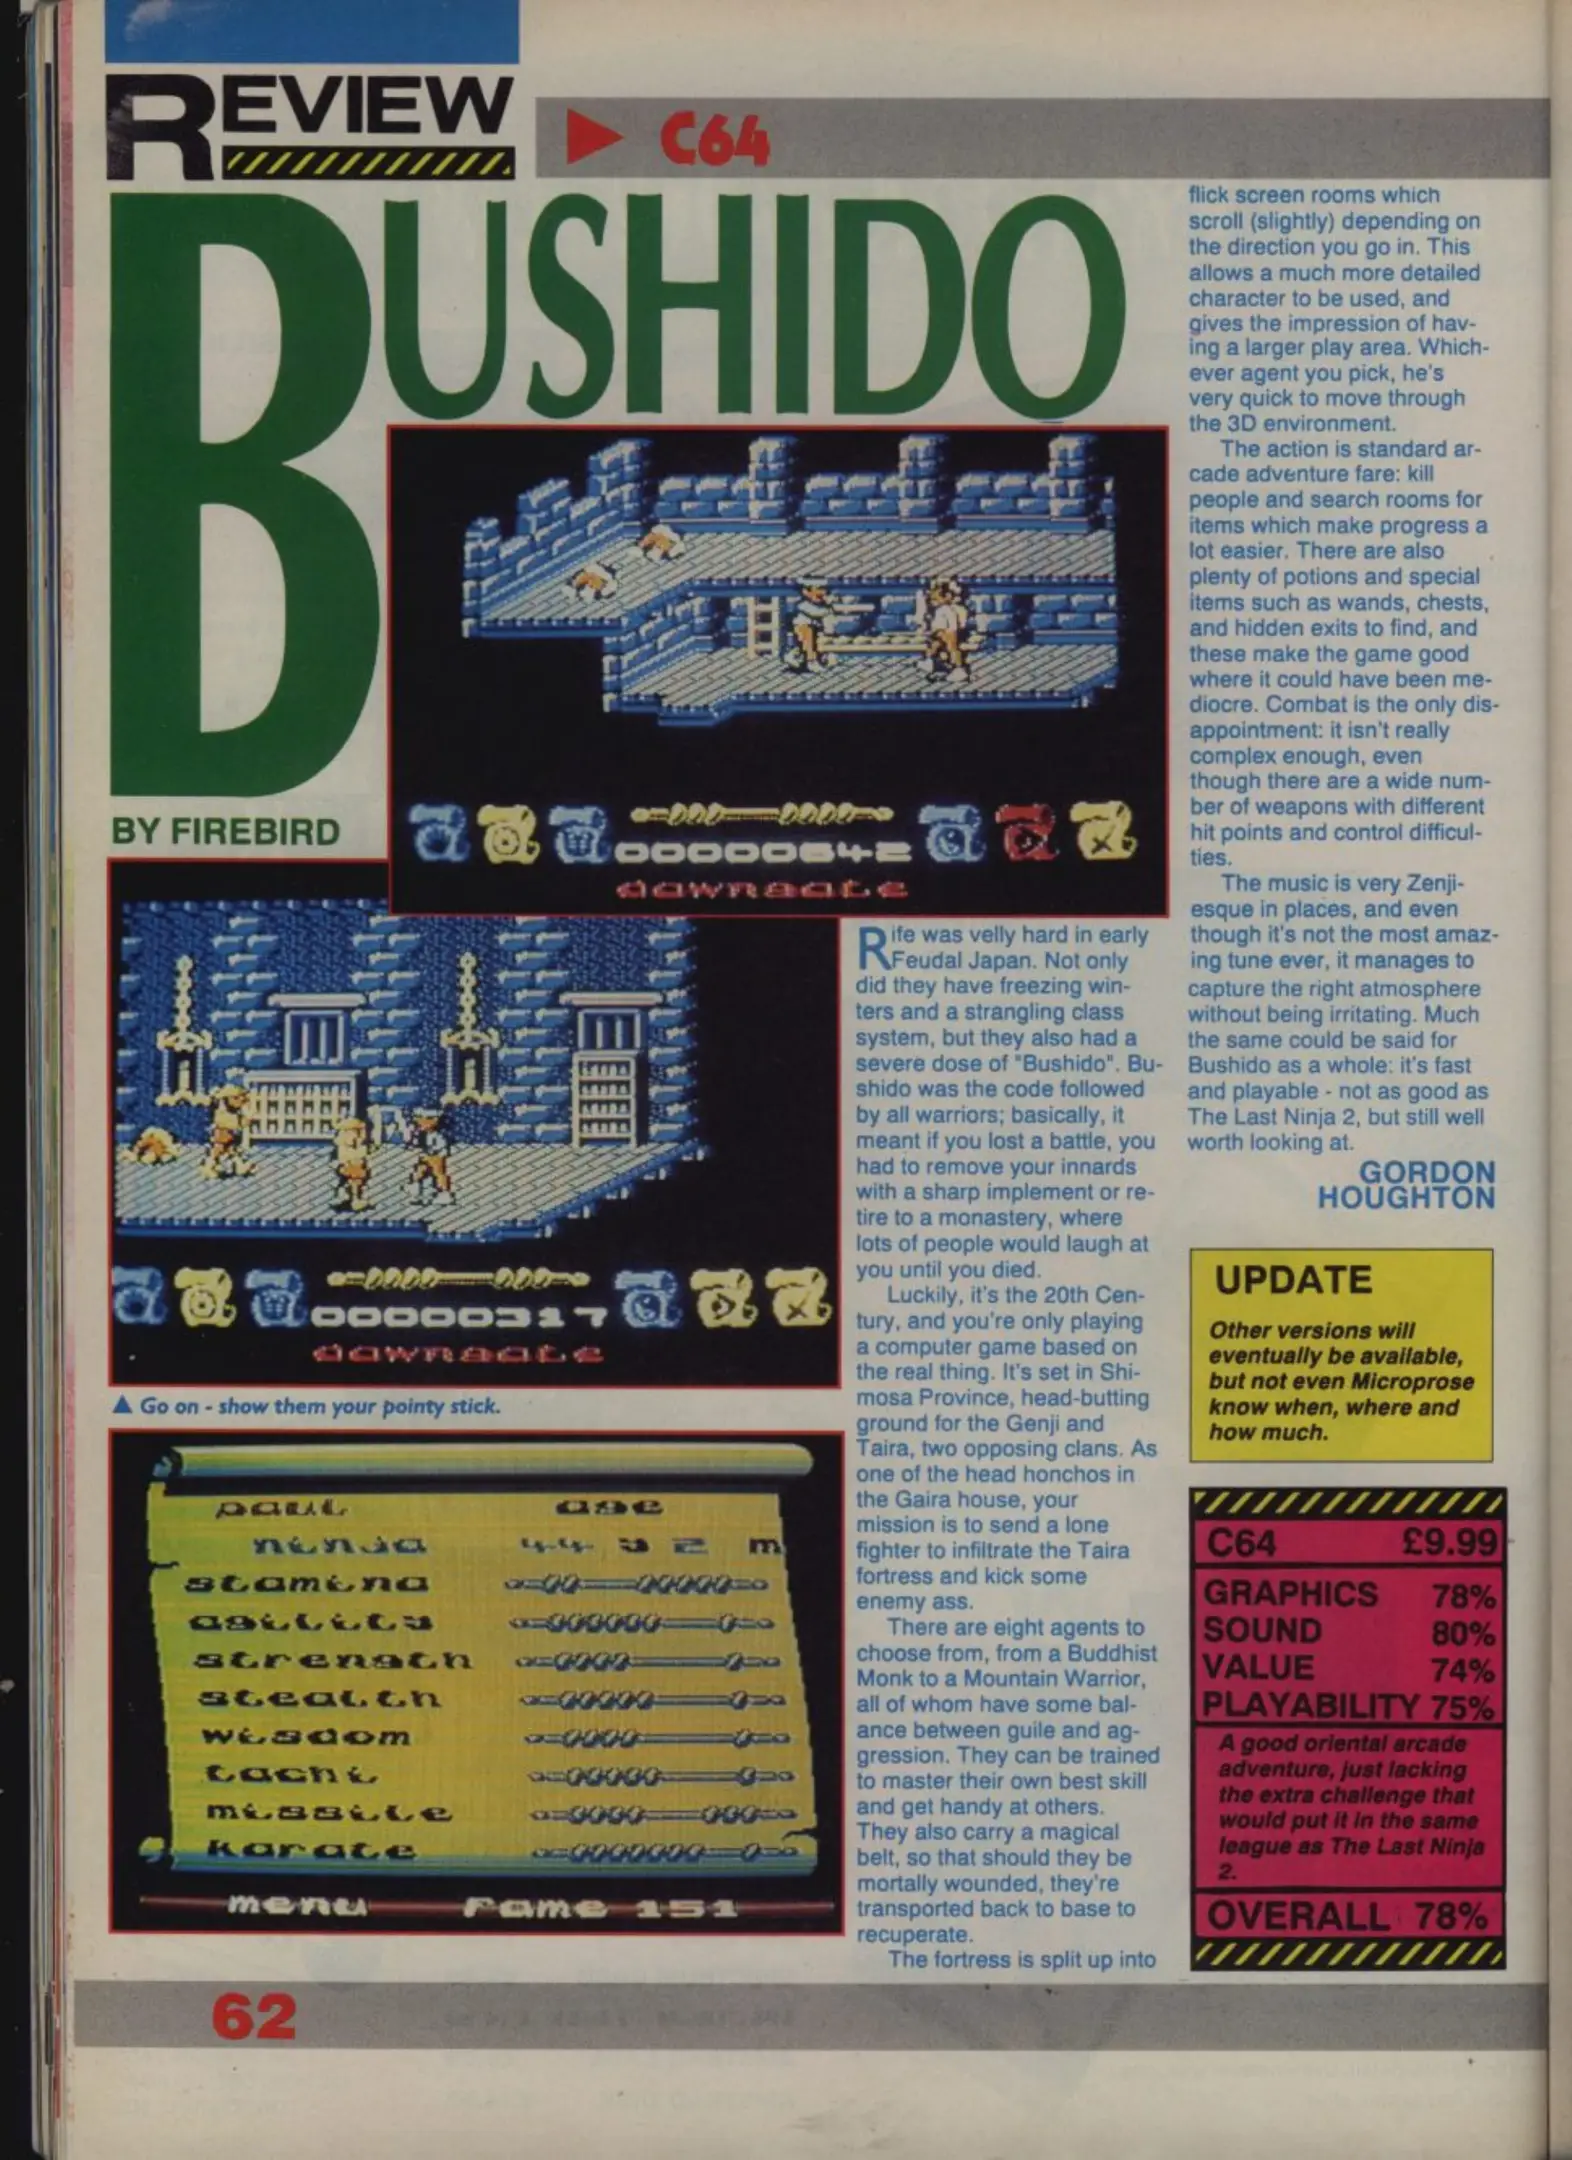 REVIEW
C64
BUSHIDO
BY FIREBIRD
00000642
dawngate
00000317
dawngate
Go on - show them your pointy stick.
paul age
ninja 44 3 2 m
stamina
agility
strength
stealth
wisdom
tachi
missile
karate
menu fame 151
Rife was velly hard in early
Feudal Japan. Not only
did they have freezing win-
ters and a strangling class
system, but they also had a
severe dose of "Bushido". Bu-
shido was the code followed
by all warriors; basically, it
meant if you lost a battle, you
had to remove your innards
with a sharp implement or re-
tire to a monastery, where
lots of people would laugh at
you until you died.
Luckily, it's the 20th Cen-
tury, and you're only playing
a computer game based on
the real thing. It's set in Shi-
mosa Province, head-butting
ground for the Genji and
Taira, two opposing clans. As
one of the head honchos in
the Gaira house, your
mission is to send a lone
fighter to infiltrate the Taira
fortress and kick some
enemy ass.
There are eight agents to
choose from, from a Buddhist
Monk to a Mountain Warrior,
all of whom have some bal-
ance between guile and ag-
gression. They can be trained
to master their own best skill
and get handy at others.
They also carry a magical
belt, so that should they be
mortally wounded, they're
transported back to base to
recuperate.
The fortress is split up into
flick screen rooms which
scroll (slightly) depending on
the direction you go in. This
allows a much more detailed
character to be used, and
gives the impression of hav-
ing a larger play area. Which-
ever agent you pick, he's
very quick to move through
the 3D environment.
The action is standard ar-
cade adventure fare: kill
people and search rooms for
items which make progress a
lot easier. There are also
plenty of potions and special
items such as wands, chests,
and hidden exits to find, and
these make the game good
where it could have been me-
diocre. Combat is the only dis-
appointment: it isn't really
complex enough, even
though there are a wide num-
ber of weapons with different
hit points and control difficul-
ties.
The music is very Zenji-
esque in places, and even
though it's not the most amaz-
ing tune ever, it manages to
capture the right atmosphere
without being irritating. Much
the same could be said for
Bushido as a whole: it's fast
and playable - not as good as
The Last Ninja 2, but still well
worth looking at.
GORDON
HOUGHTON
UPDATE
Other versions will
eventually be available,
but not even Microprose
know when, where and
how much.
C64 £9.99
GRAPHICS 78%
SOUND 80%
VALUE 74%
PLAYABILITY 75%
A good oriental arcade
adventure, just lacking
the extra challenge that
would put it in the same
league as The Last Ninja
2.
OVERALL 78%
62